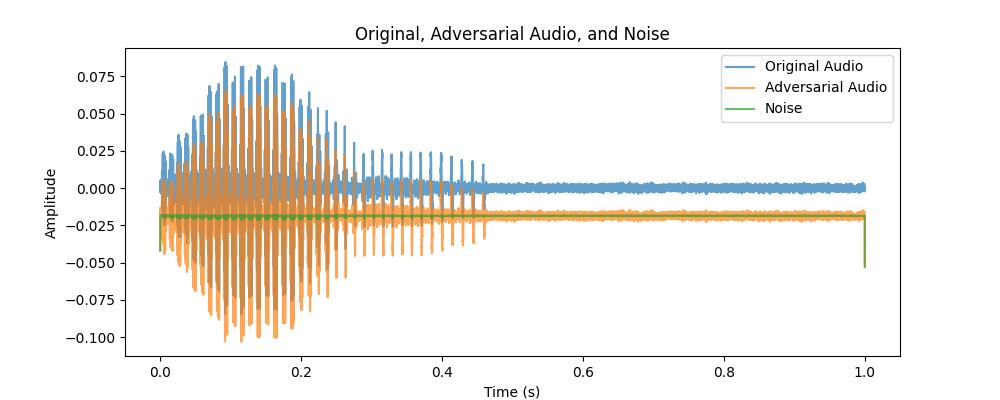 Original, Adversarial Audio, and Noise
Original Audio
Adversarial Audio
Noise
0.075
0.050
0.025
0.000
−0.025
−0.050
−0.075
−0.100
Amplitude
0.0
0.2
0.4
0.6
0.8
1.0
Time (s)